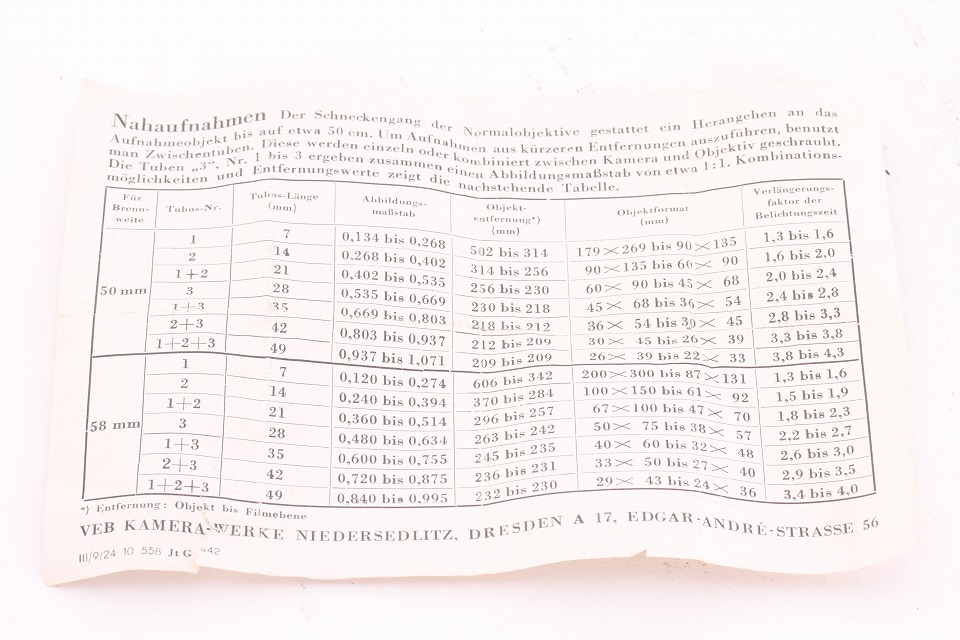 Nahaufnahmen Der Schneckengang der Normalobjektive gestattet ein Herangehen an das
Aufnahmeobjekt bis auf etwa 50 cm. Um Aufnahmen aus kürzeren Entfernungen auszuführen, benutzt
man Zwischentuben. Diese werden einzeln oder kombiniert zwischen Kamera und Objektiv geschraubt.
Die Tuben „3“, Nr. 1 bis 3 ergeben zusammen einen Abbildungsmaßstab von etwa 1:1. Kombinations-
möglichkeiten und Entfernungswerte zeigt die nachstehende Tabelle.
Für Brenn-weite Tubus-Nr. Tubus-Länge (mm) Abbildungs-maßstab Objekt-entfernung*) (mm) Objektformat (mm) Verlängerungs-faktor der Belichtungszeit
50 mm
1 7 0,134 bis 0,268 502 bis 314 179×269 bis 90×135 1,3 bis 1,6
2 14 0.268 bis 0,402 314 bis 256 90×135 bis 60× 90 1,6 bis 2,0
1+2 21 0,402 bis 0,535 256 bis 230 60× 90 bis 45× 68 2,0 bis 2,4
3 28 0,535 bis 0,669 230 bis 218 45× 68 bis 36× 54 2,4 bis 2,8
1+3 35 0,669 bis 0,803 218 bis 212 36× 54 bis 30× 45 2,8 bis 3,3
2+3 42 0,803 bis 0,937 212 bis 209 30× 45 bis 26× 39 3,3 bis 3,8
1+2+3 49 0,937 bis 1,071 209 bis 209 26× 39 bis 22× 33 3,8 bis 4,3
58 mm
1 7 0,120 bis 0,274 606 bis 342 200×300 bis 87×131 1,3 bis 1,6
2 14 0,240 bis 0,394 370 bis 284 100×150 bis 61× 92 1,5 bis 1,9
1+2 21 0,360 bis 0,514 296 bis 257 67×100 bis 47× 70 1,8 bis 2,3
3 28 0,480 bis 0,634 263 bis 242 50× 75 bis 38× 57 2,2 bis 2,7
1+3 35 0,600 bis 0,755 245 bis 235 40× 60 bis 32× 48 2,6 bis 3,0
2+3 42 0,720 bis 0,875 236 bis 231 33× 50 bis 27× 40 2,9 bis 3,5
1+2+3 49 0,840 bis 0,995 232 bis 230 29× 43 bis 24× 36 3,4 bis 4,0
*) Entfernung: Objekt bis Filmebene
VEB KAMERA-WERKE NIEDERSEDLITZ, DRESDEN A 17, EDGAR-ANDRÉ-STRASSE 56
III/9/24 10 558 Jt G 442